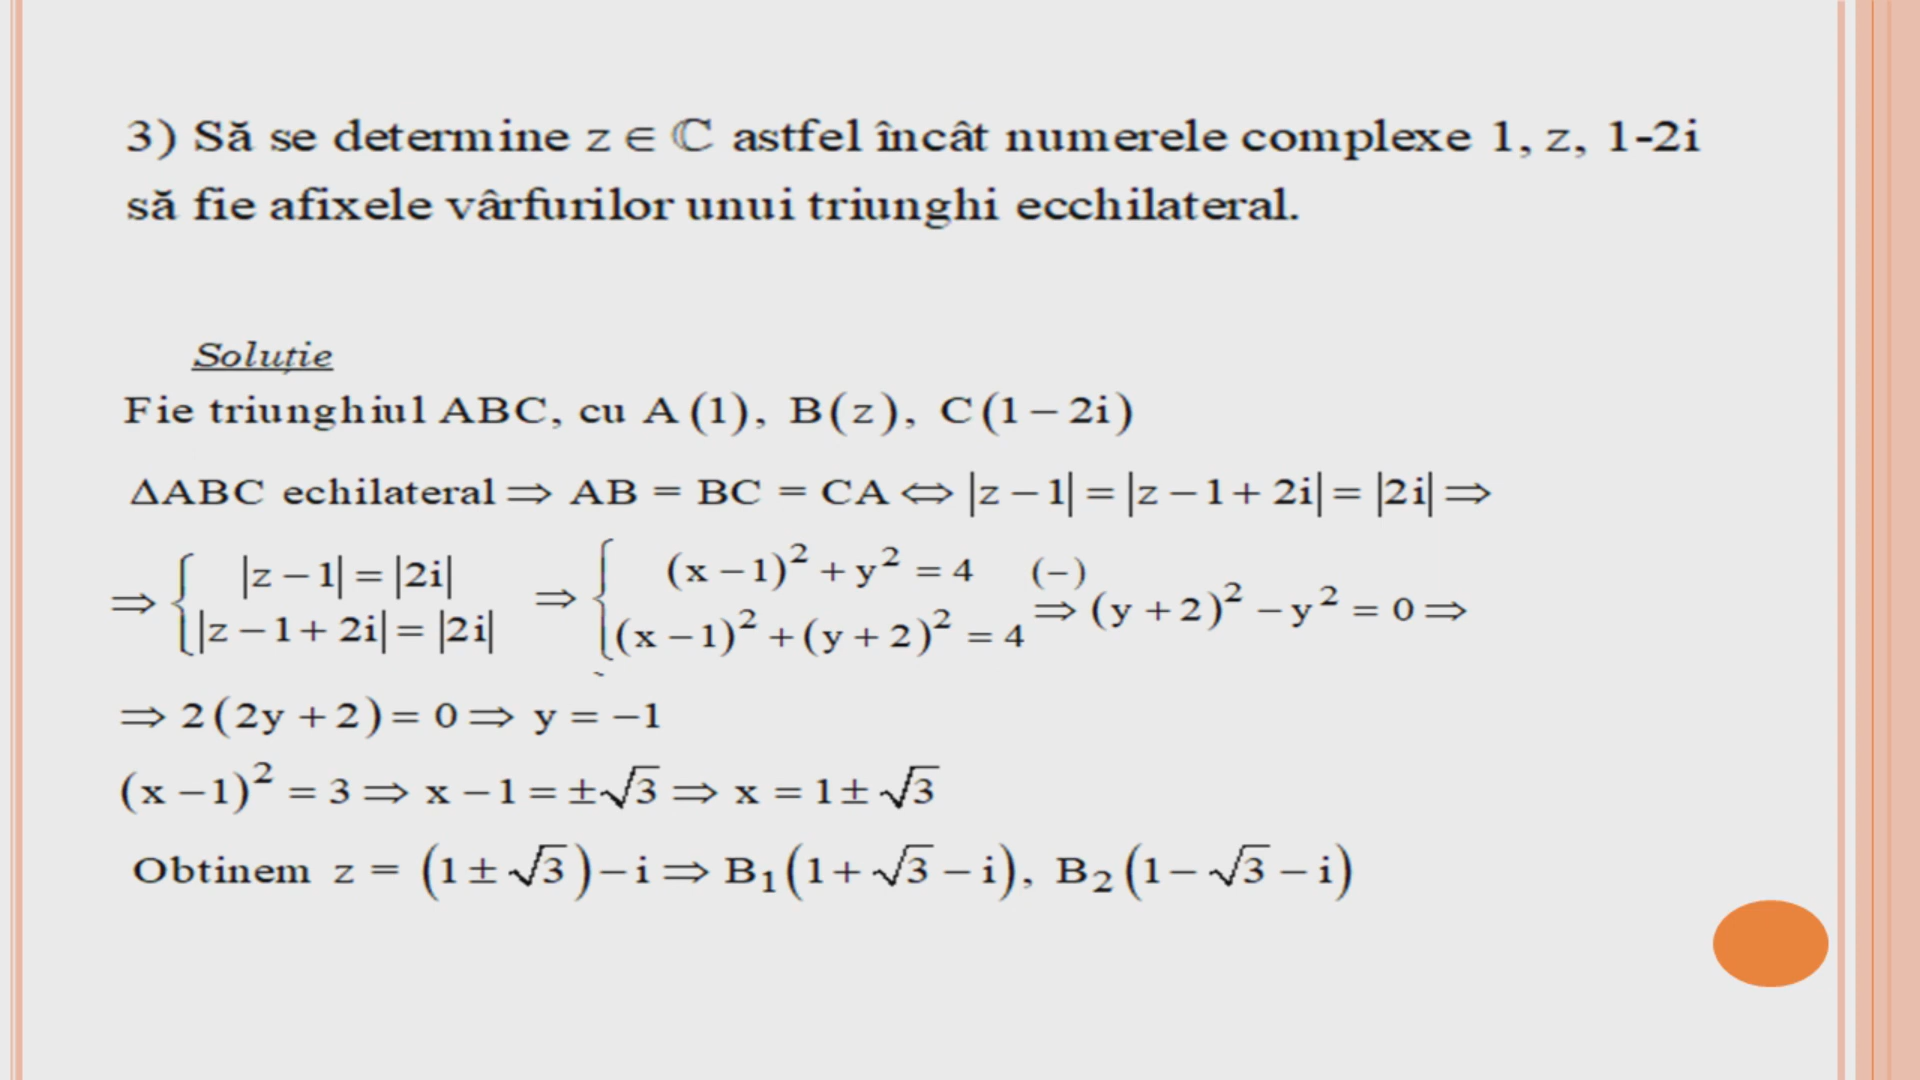 3) Să se determine z ∈ ℂ astfel încât numerele complexe 1, z, 1-2i
să fie afixele vârfurilor unui triunghi ecchilateral.
Soluție
Fie triunghiul ABC, cu A(1), B(z), C(1 − 2i)
ΔABC echilateral ⇒ AB = BC = CA ⇔ |z − 1| = |z − 1 + 2i| = |2i| ⇒
⇒ { |z − 1| = |2i| ; |z − 1 + 2i| = |2i| ⇒ { (x − 1)² + y² = 4 ; (x − 1)² + (y + 2)² = 4 (−) ⇒ (y + 2)² − y² = 0 ⇒
⇒ 2(2y + 2) = 0 ⇒ y = −1
(x − 1)² = 3 ⇒ x − 1 = ±√3 ⇒ x = 1 ± √3
Obtinem z = (1 ± √3) − i ⇒ B₁(1 + √3 − i), B₂(1 − √3 − i)